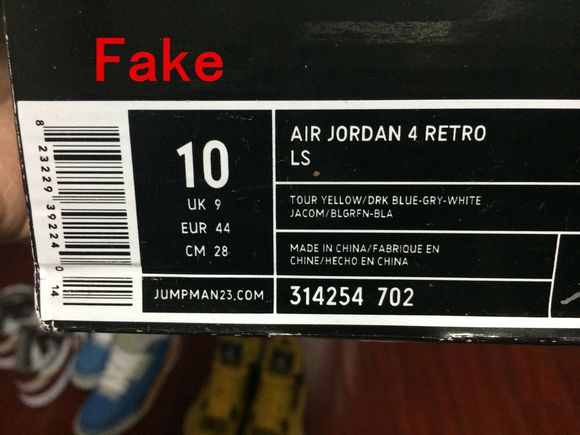 Fake
8 23229 39224 0 14
10
UK 9
EUR 44
CM 28
JUMPMAN23.COM
AIR JORDAN 4 RETRO
LS
TOUR YELLOW/DRK BLUE-GRY-WHITE
JACOM/BLGRFN-BLA
MADE IN CHINA/FABRIQUE EN
CHINE/HECHO EN CHINA
314254 702